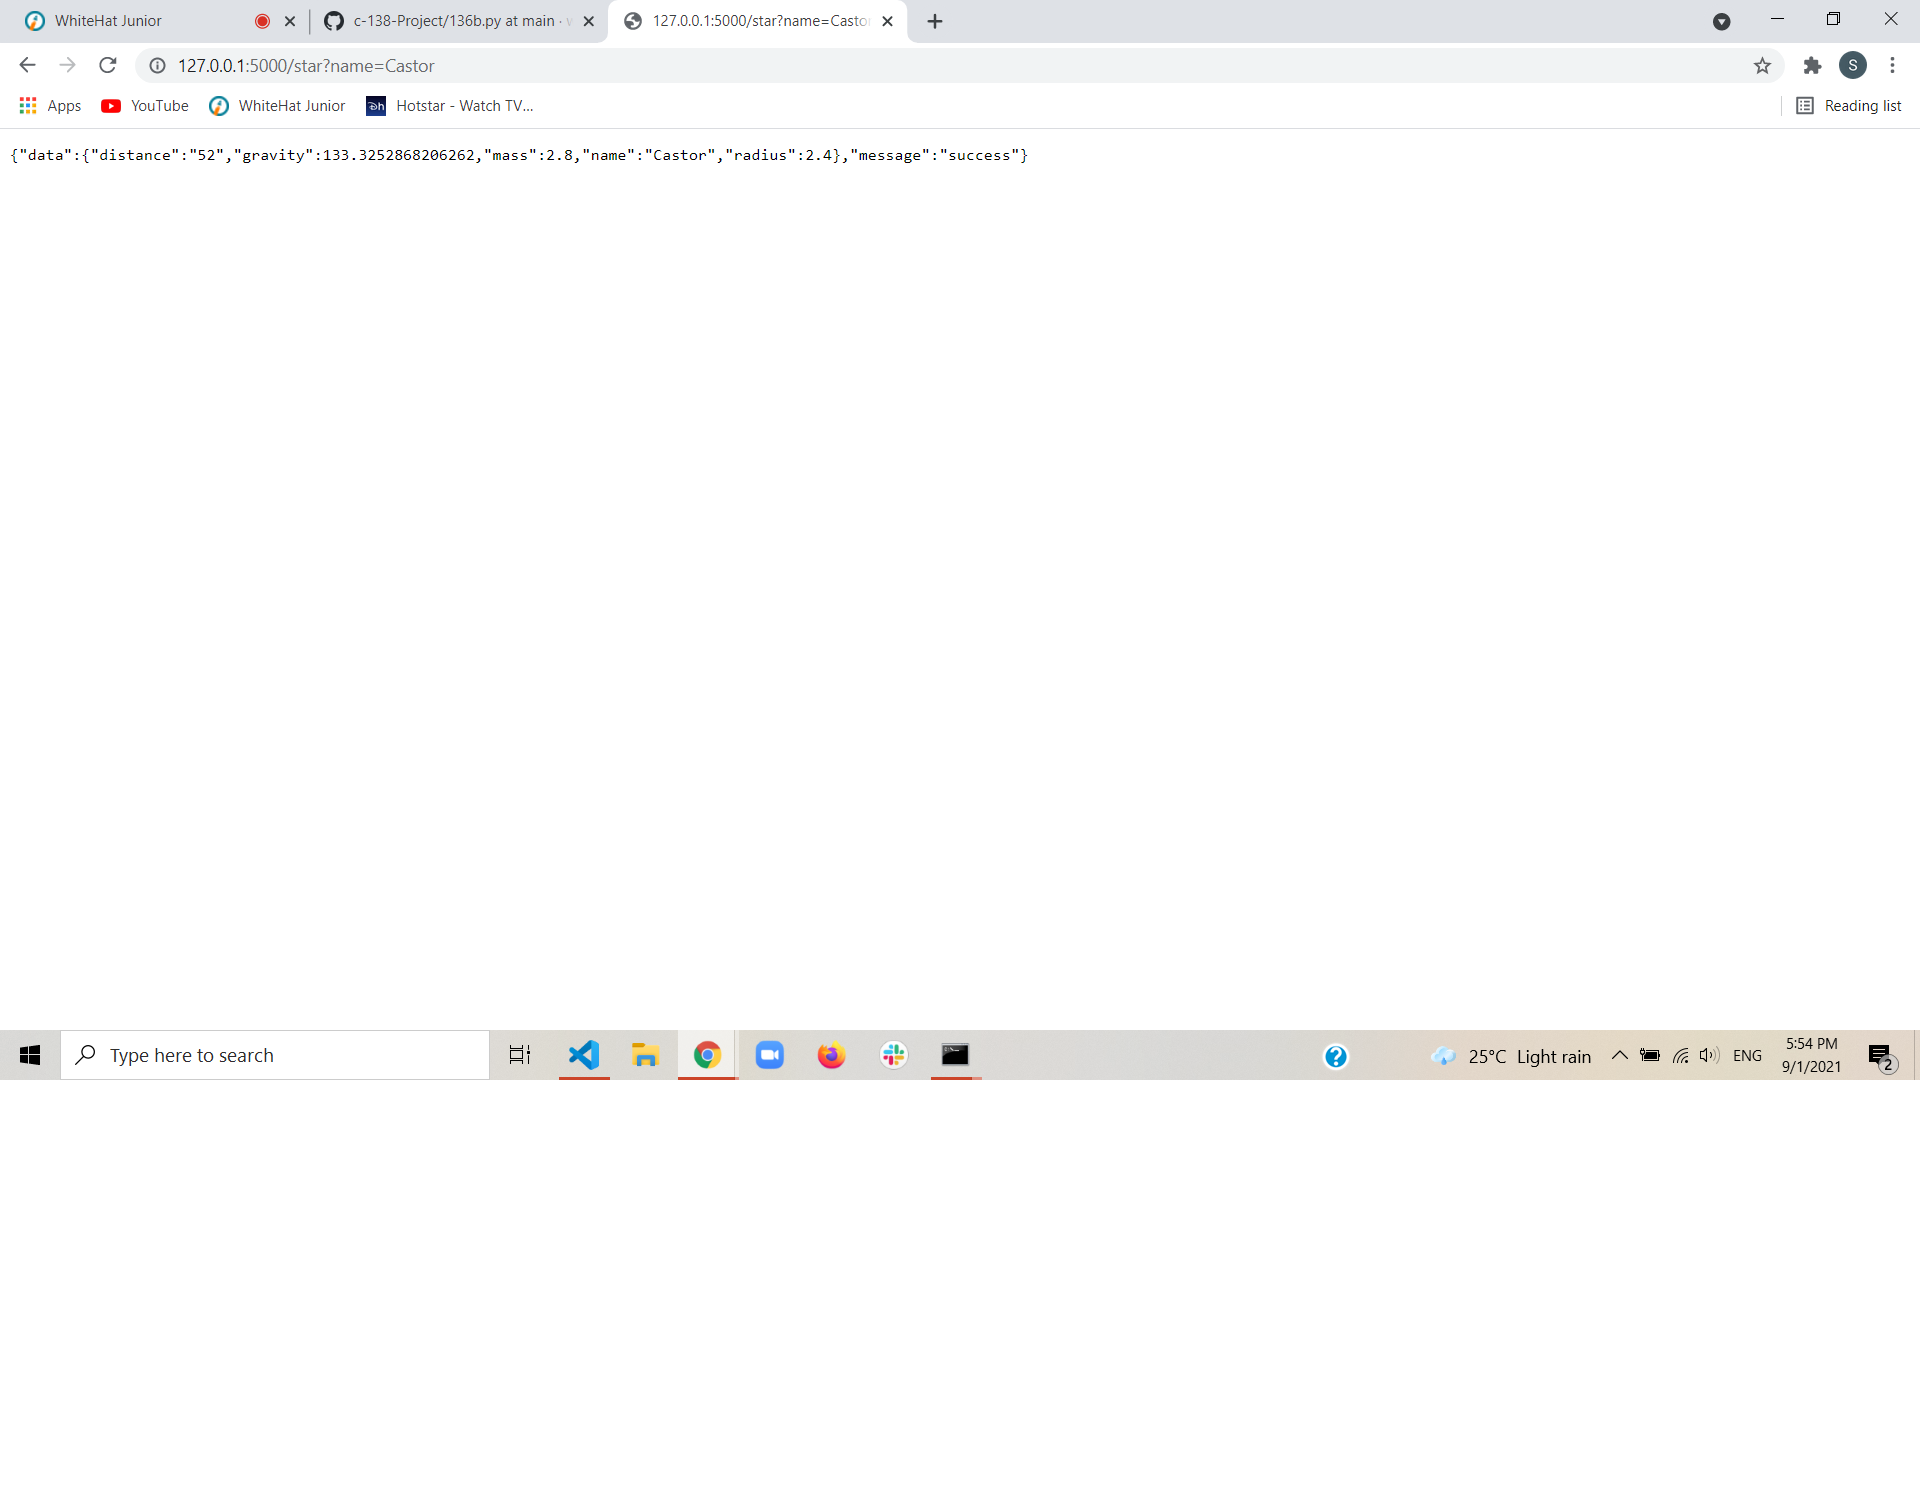 WhiteHat Junior
c-138-Project/136b.py at main ·
127.0.0.1:5000/star?name=Casto
127.0.0.1:5000/star?name=Castor
S
Apps
YouTube
WhiteHat Junior
Hotstar - Watch TV...
Reading list
{"data":{"distance":"52","gravity":133.3252868206262,"mass":2.8,"name":"Castor","radius":2.4},"message":"success"}
Type here to search
25°C Light rain
ENG
5:54 PM
9/1/2021
2